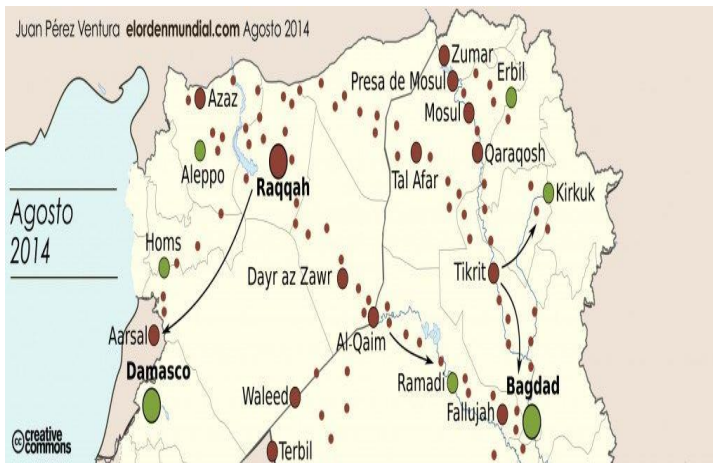 Juan Pérez Ventura elordenmundial.com Agosto 2014
Zumar
Presa de Mosul
Erbil
Azaz
Mosul
Aleppo
Raqqah
Tal Afar
Qaraqosh
Kirkuk
Agosto
2014
Homs
Dayr az Zawr
Tikrit
Aarsal
Al-Qaim
Damasco
Waleed
Ramadi
Bagdad
Fallujah
Terbil
cc creative
commons